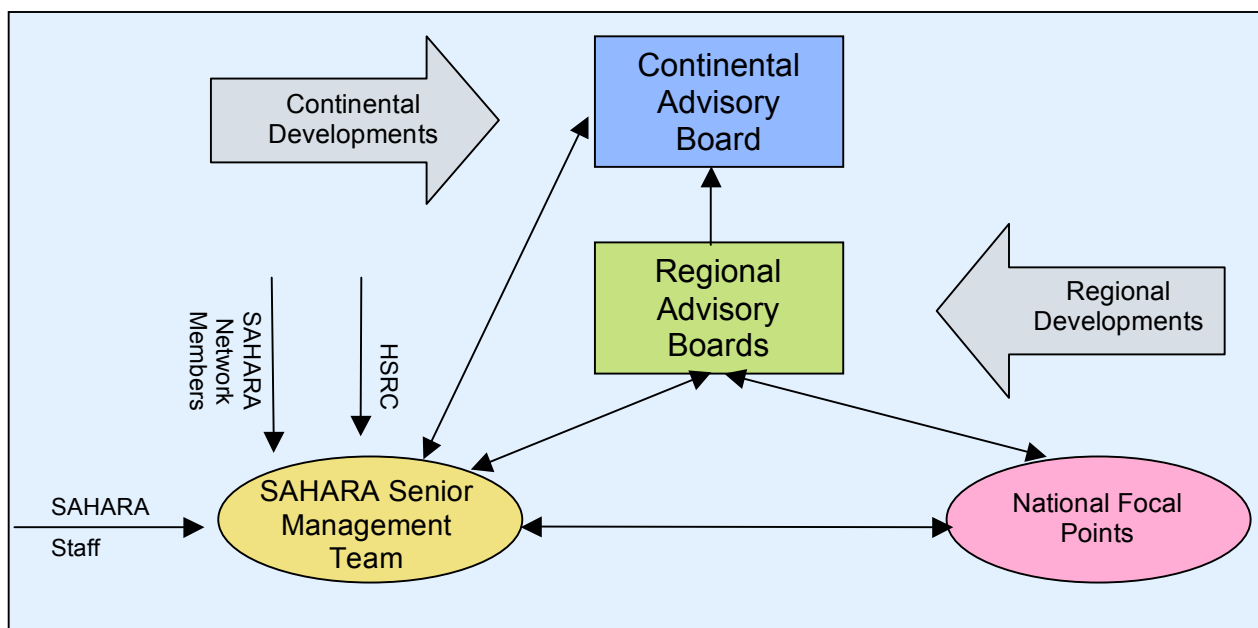 Continental
Developments
Continental
Advisory
Board
Regional
Advisory
Boards
Regional
Developments
SAHARA
Network
Members
HSRC
SAHARA
Staff
SAHARA Senior
Management
Team
National Focal
Points